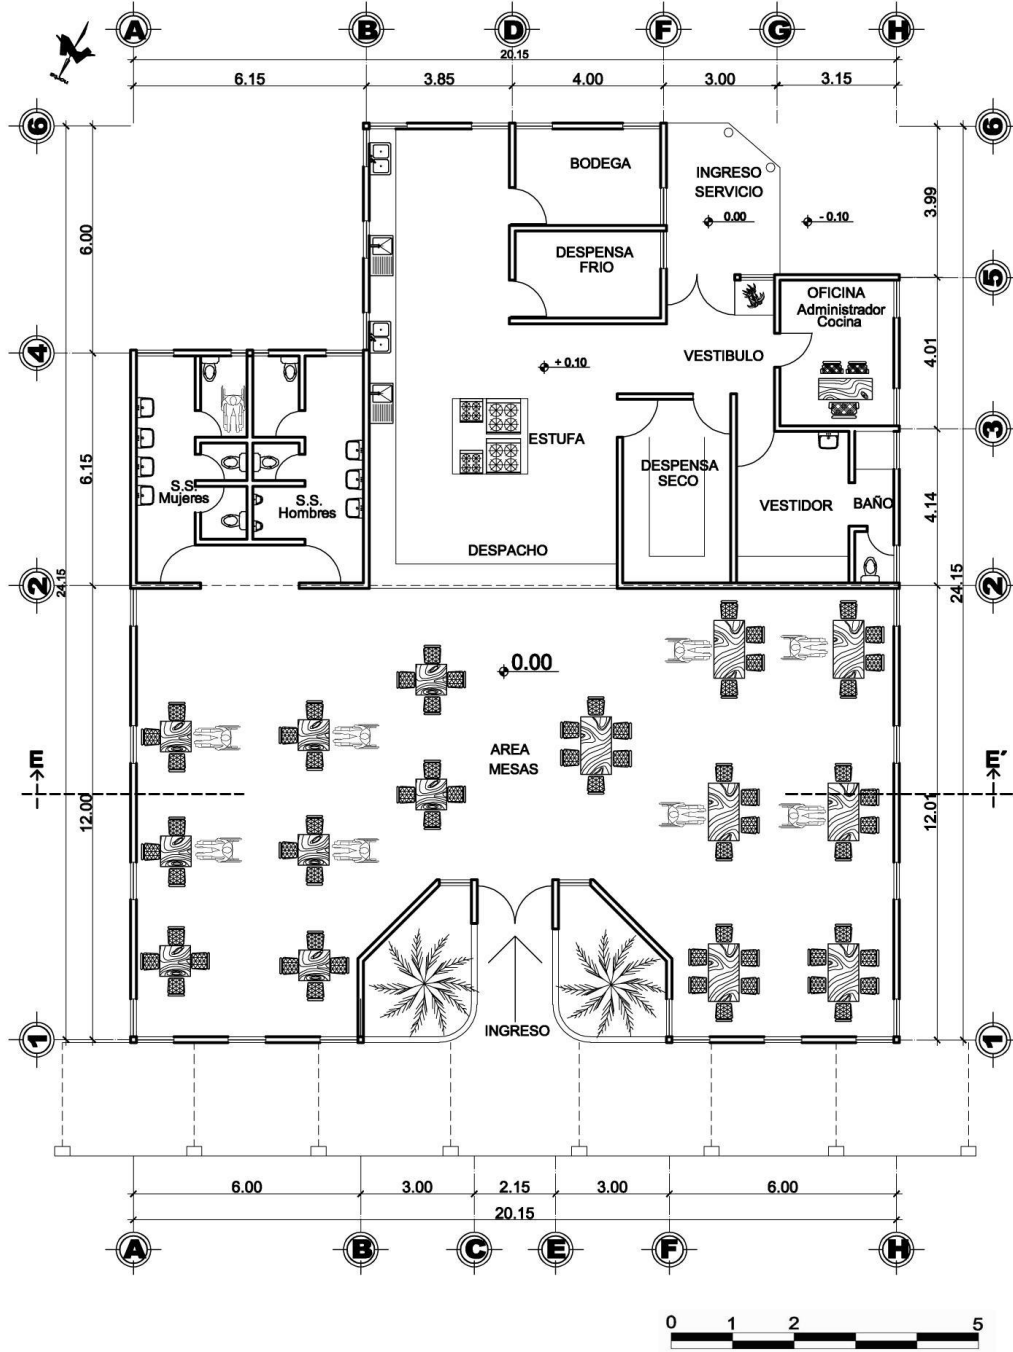 A B D F G H
20.15
6.15 3.85 4.00 3.00 3.15
6 6
BODEGA
INGRESO
SERVICIO
0.00 - 0.10
3.99
6.00
DESPENSA
FRIO
5
OFICINA
Administrador
Cocina
4
VESTIBULO
+ 0.10
4.01
3
ESTUFA
DESPENSA
SECO
6.15
S.S.
Mujeres
S.S.
Hombres
VESTIDOR
BAÑO
4.14
DESPACHO
2 2
24.15 24.15
0.00
AREA
MESAS
E E´
12.00 12.01
INGRESO
1 1
6.00 3.00 2.15 3.00 6.00
20.15
A B C E F H
0 1 2 5